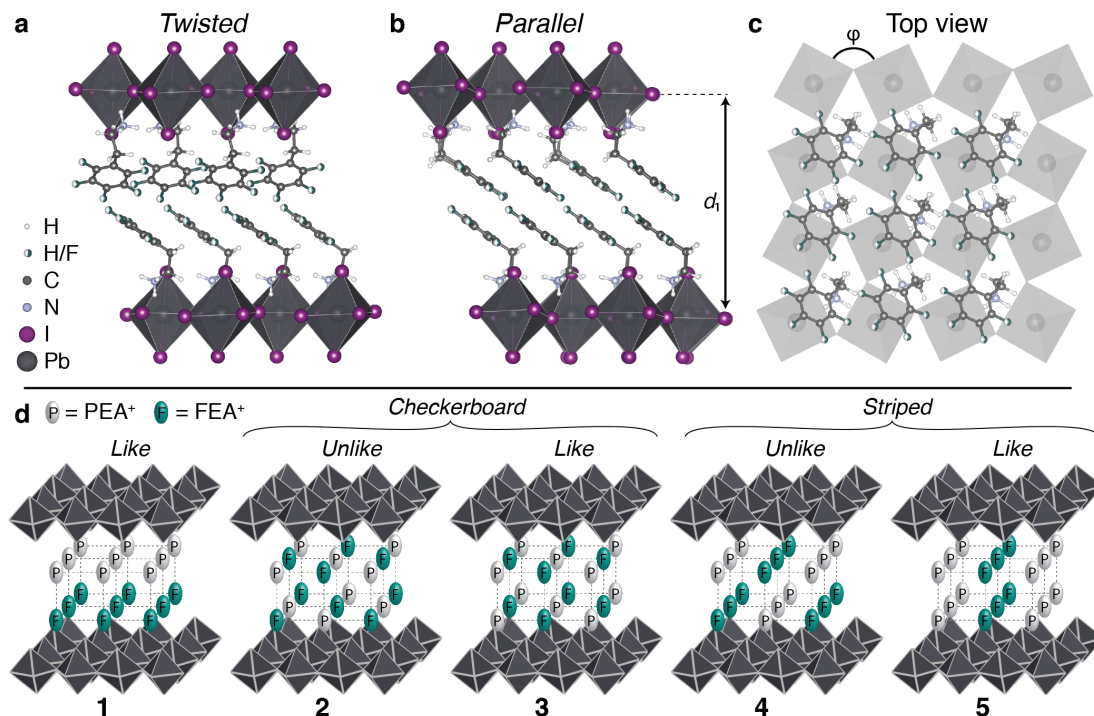 a Twisted
b Parallel
c Top view
φ
d₁
H
H/F
C
N
I
Pb
d P = PEA⁺ F = FEA⁺
Checkerboard Striped
Like Unlike Like Unlike Like
P P P P F P F P P F P P F P
P P P F P F F P F F P P F P
P P P P F P P F P P F P P F P
F F F P F F P F P F P F P
F F F P F P F P F P P F P F P
F F F F P F P F P F P F P F P
1 2 3 4 5